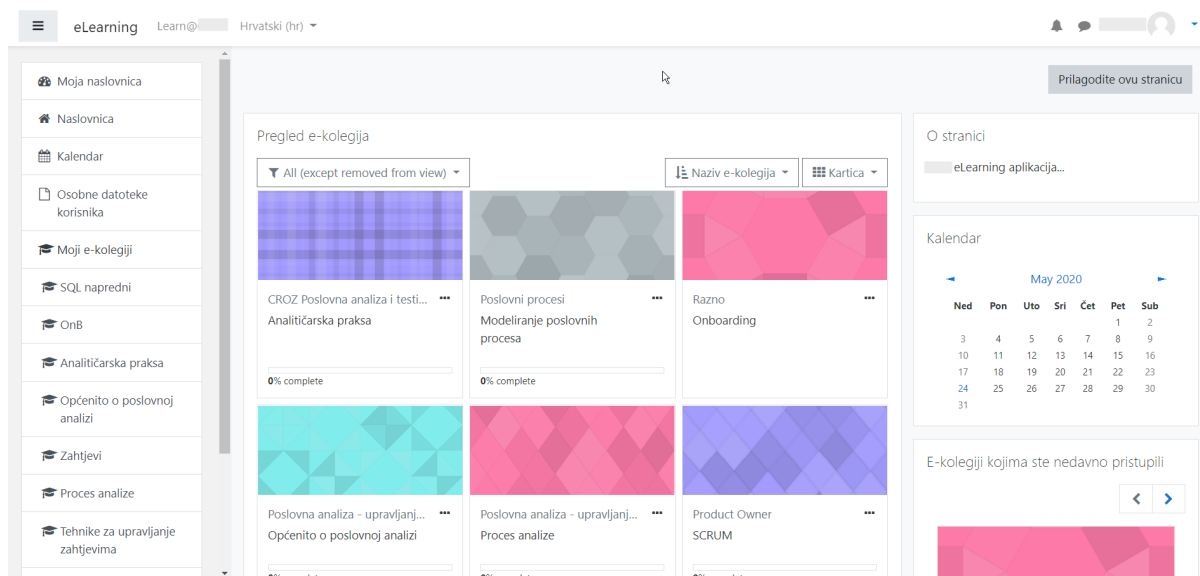 eLearning Learn@ Hrvatski (hr)
Prilagodite ovu stranicu
Moja naslovnica
Naslovnica
Kalendar
Osobne datoteke
korisnika
Moji e-kolegiji
SQL napredni
OnB
Analitičarska praksa
Općenito o poslovnoj
analizi
Zahtjevi
Proces analize
Tehnike za upravljanje
zahtjevima
Pregled e-kolegija
All (except removed from view) Naziv e-kolegija Kartica
CROZ Poslovna analiza i testi...
Analitičarska praksa
0% complete
Poslovni procesi
Modeliranje poslovnih
procesa
0% complete
Razno
Onboarding
Poslovna analiza - upravljanj...
Općenito o poslovnoj analizi
Poslovna analiza - upravljanj...
Proces analize
Product Owner
SCRUM
O stranici
eLearning aplikacija...
Kalendar
May 2020
Ned Pon Uto Sri Čet Pet Sub
1 2
3 4 5 6 7 8 9
10 11 12 13 14 15 16
17 18 19 20 21 22 23
24 25 26 27 28 29 30
31
E-kolegiji kojima ste nedavno pristupili